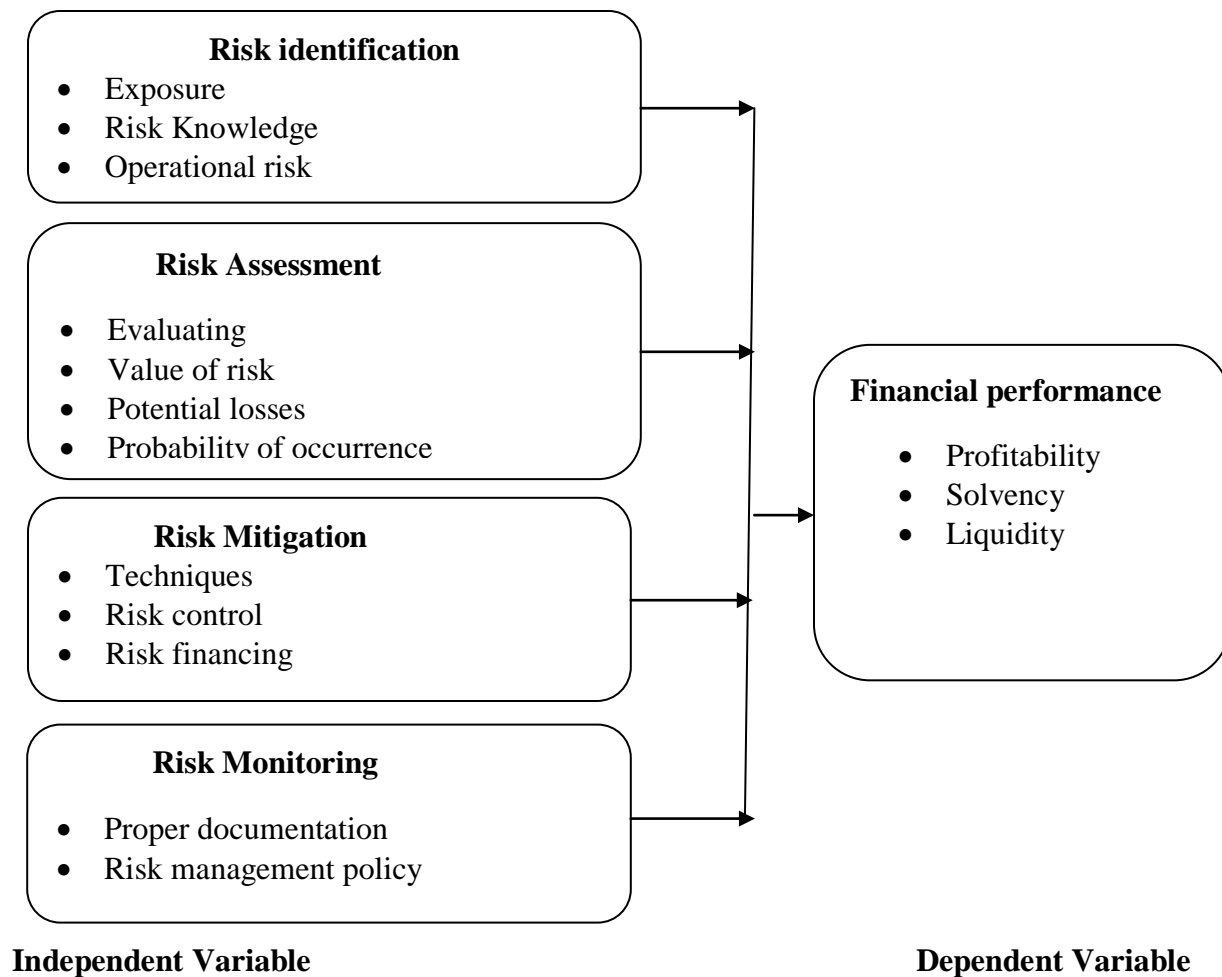 Risk identification
• Exposure
• Risk Knowledge
• Operational risk
Risk Assessment
• Evaluating
• Value of risk
• Potential losses
• Probability of occurrence
Risk Mitigation
• Techniques
• Risk control
• Risk financing
Risk Monitoring
• Proper documentation
• Risk management policy
Financial performance
• Profitability
• Solvency
• Liquidity
Independent Variable
Dependent Variable